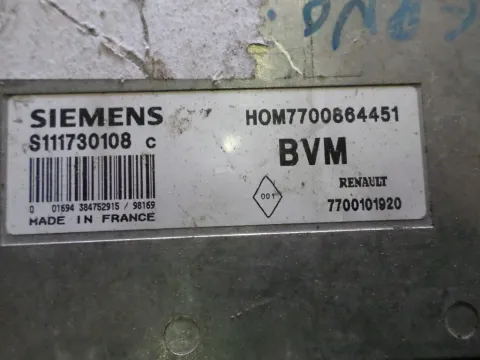 SIEMENS
HOM7700864451
S111730108 C
BVM
RENAULT
001
0 01694 384752915 / 98169
7700101920
MADE IN FRANCE